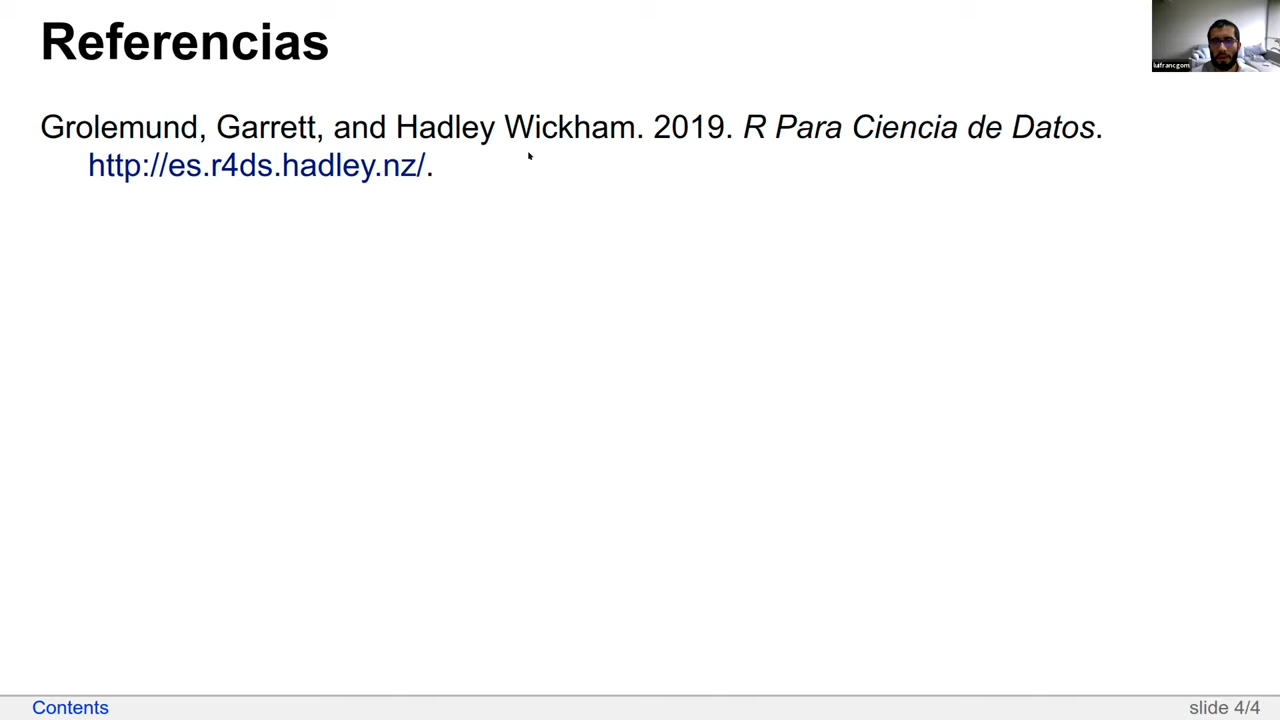 Referencias
luifrancgom
Grolemund, Garrett, and Hadley Wickham. 2019. R Para Ciencia de Datos.
http://es.r4ds.hadley.nz/.
Contents
slide 4/4